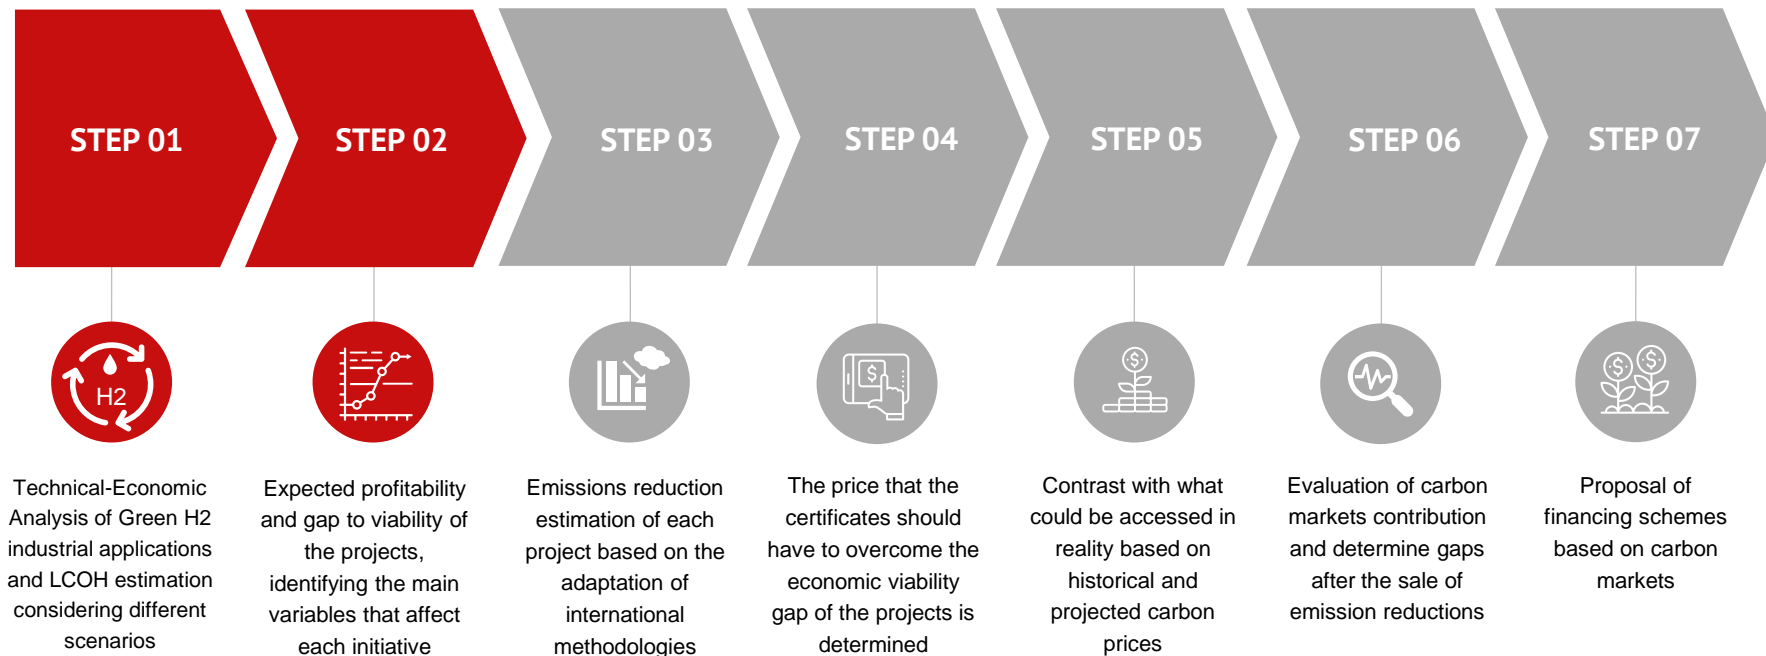 STEP 01
STEP 02
STEP 03
STEP 04
STEP 05
STEP 06
STEP 07
H2
$
$
$ $
Technical-Economic
Analysis of Green H2
industrial applications
and LCOH estimation
considering different
scenarios
Expected profitability
and gap to viability of
the projects,
identifying the main
variables that affect
each initiative
Emissions reduction
estimation of each
project based on the
adaptation of
international
methodologies
The price that the
certificates should
have to overcome the
economic viability
gap of the projects is
determined
Contrast with what
could be accessed in
reality based on
historical and
projected carbon
prices
Evaluation of carbon
markets contribution
and determine gaps
after the sale of
emission reductions
Proposal of
financing schemes
based on carbon
markets